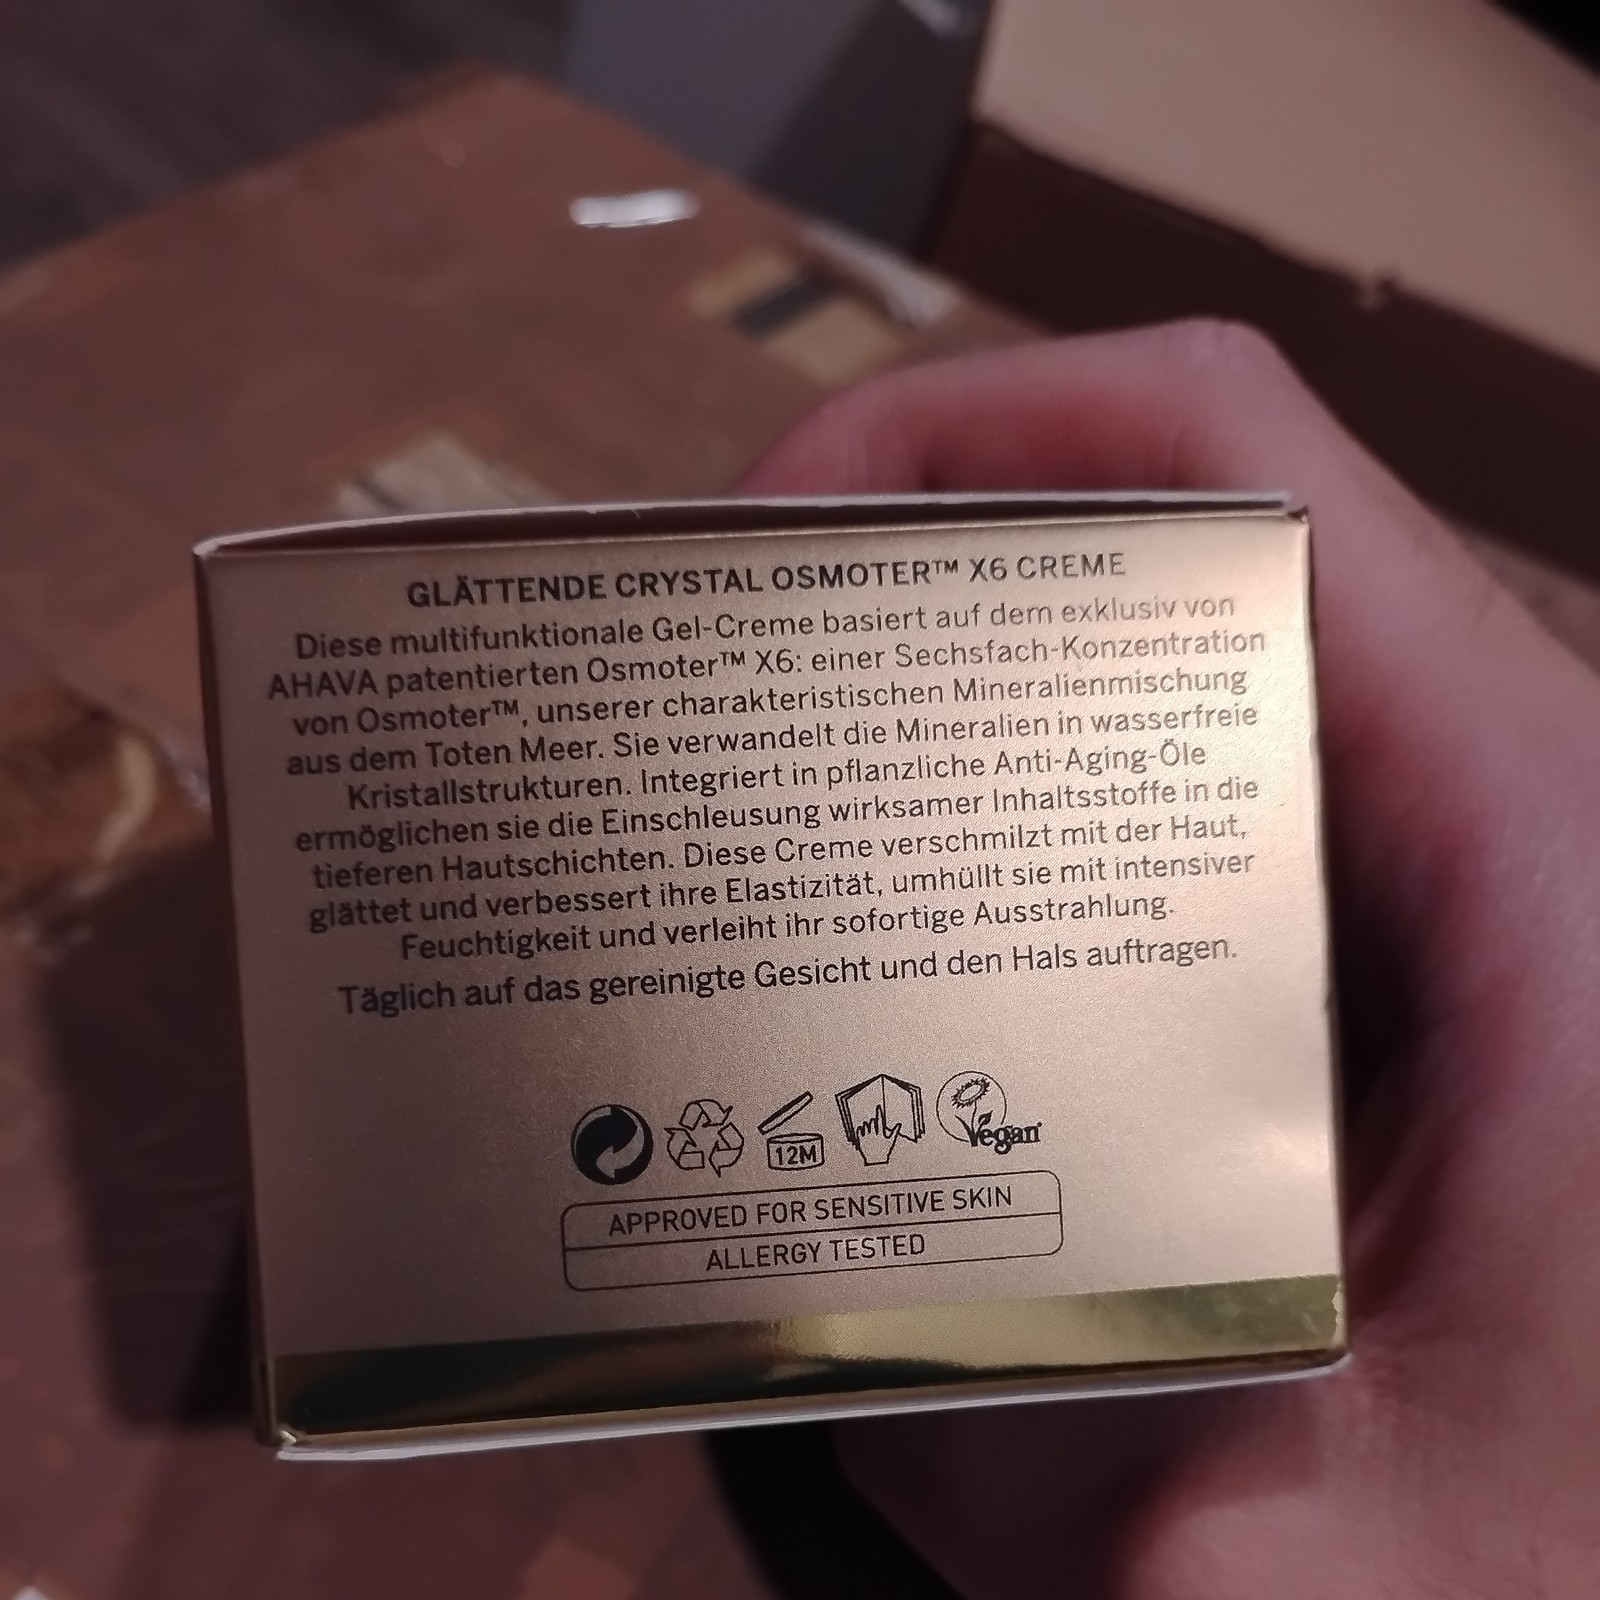 GLÄTTENDE CRYSTAL OSMOTER™ X6 CREME
Diese multifunktionale Gel-Creme basiert auf dem exklusiv von
AHAVA patentierten Osmoter™ X6: einer Sechsfach-Konzentration
von Osmoter™, unserer charakteristischen Mineralienmischung
aus dem Toten Meer. Sie verwandelt die Mineralien in wasserfreie
Kristallstrukturen. Integriert in pflanzliche Anti-Aging-Öle
ermöglichen sie die Einschleusung wirksamer Inhaltsstoffe in die
tieferen Hautschichten. Diese Creme verschmilzt mit der Haut,
glättet und verbessert ihre Elastizität, umhüllt sie mit intensiver
Feuchtigkeit und verleiht ihr sofortige Ausstrahlung.
Täglich auf das gereinigte Gesicht und den Hals auftragen.
12M
Vegan
APPROVED FOR SENSITIVE SKIN
ALLERGY TESTED